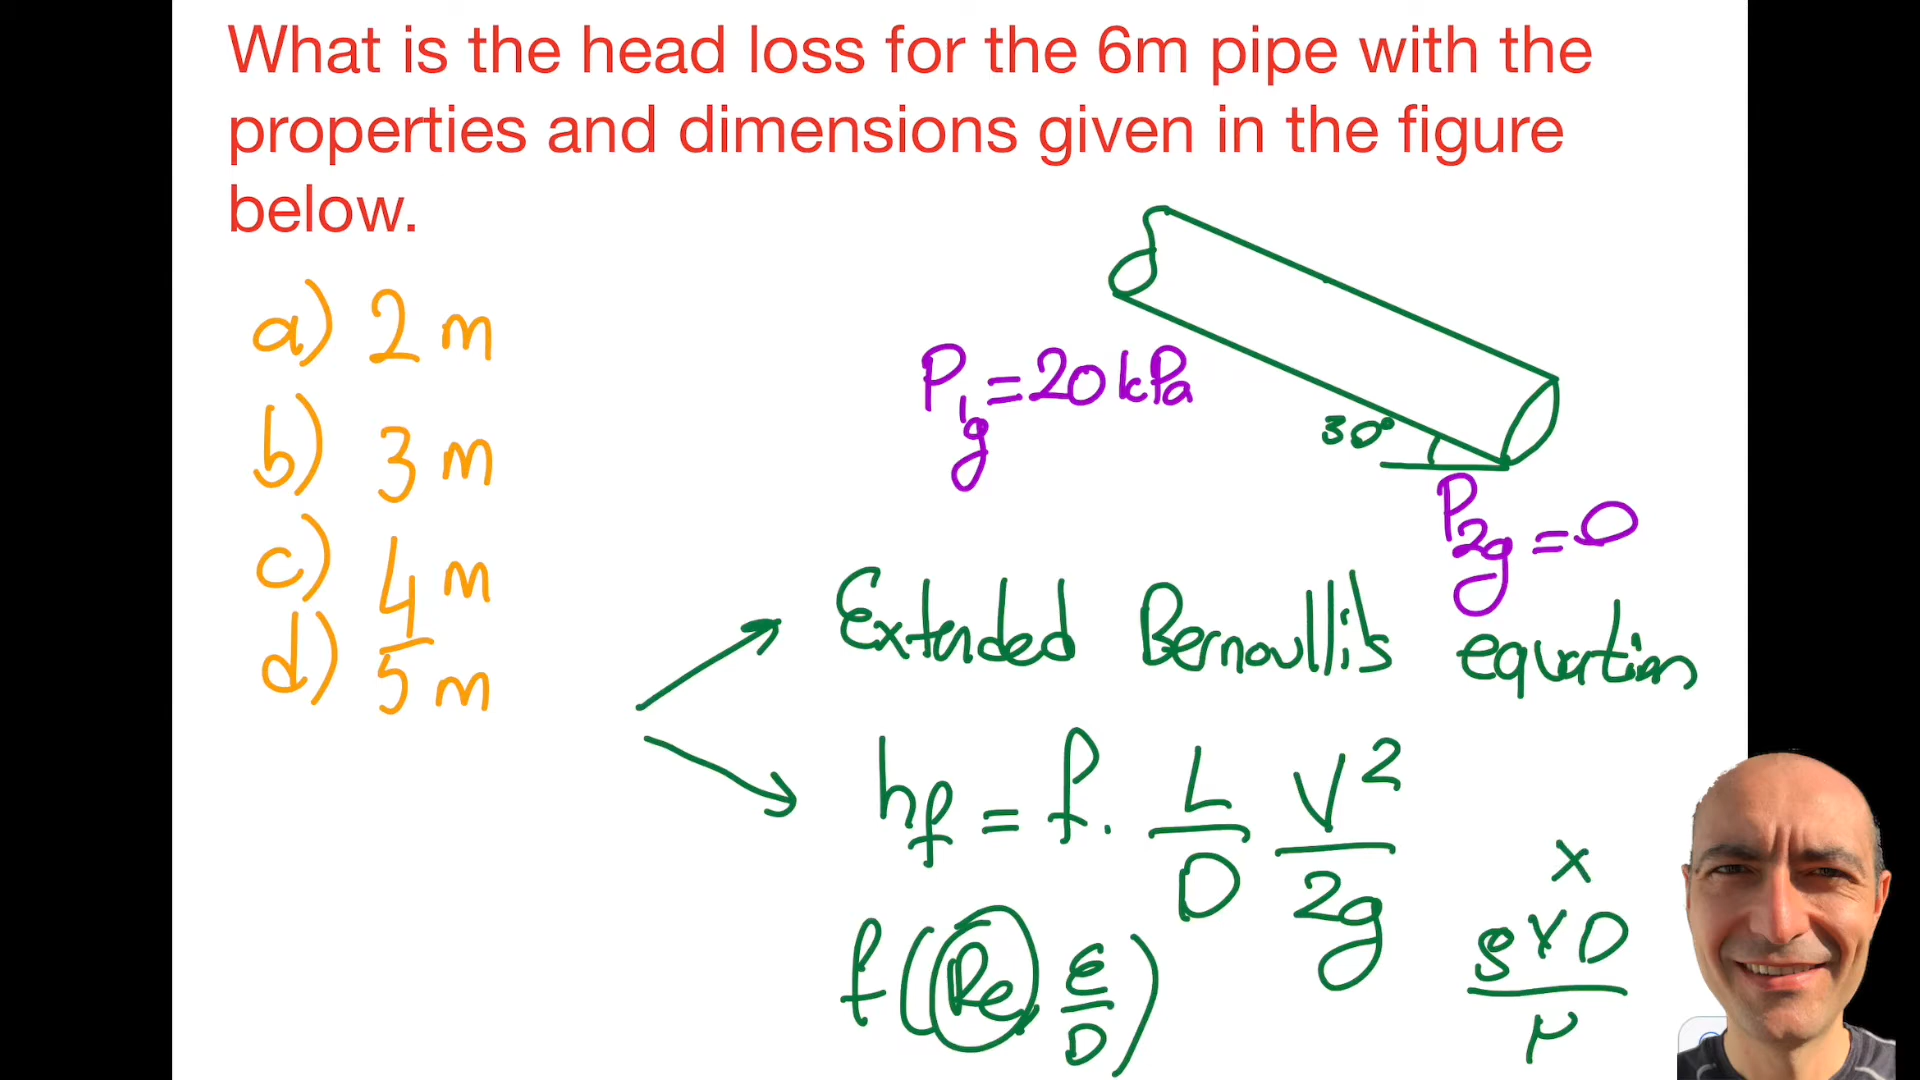 What is the head loss for the 6m pipe with the
properties and dimensions given in the figure
below.
a) 2 m
b) 3 m
c) 4 m
d) 5 m
P1g = 20 kPa
30°
P2g = 0
Extended Bernoulli's equation
hf = f. L/D V²/2g
f(Re ε/D)
x
ρVD/μ